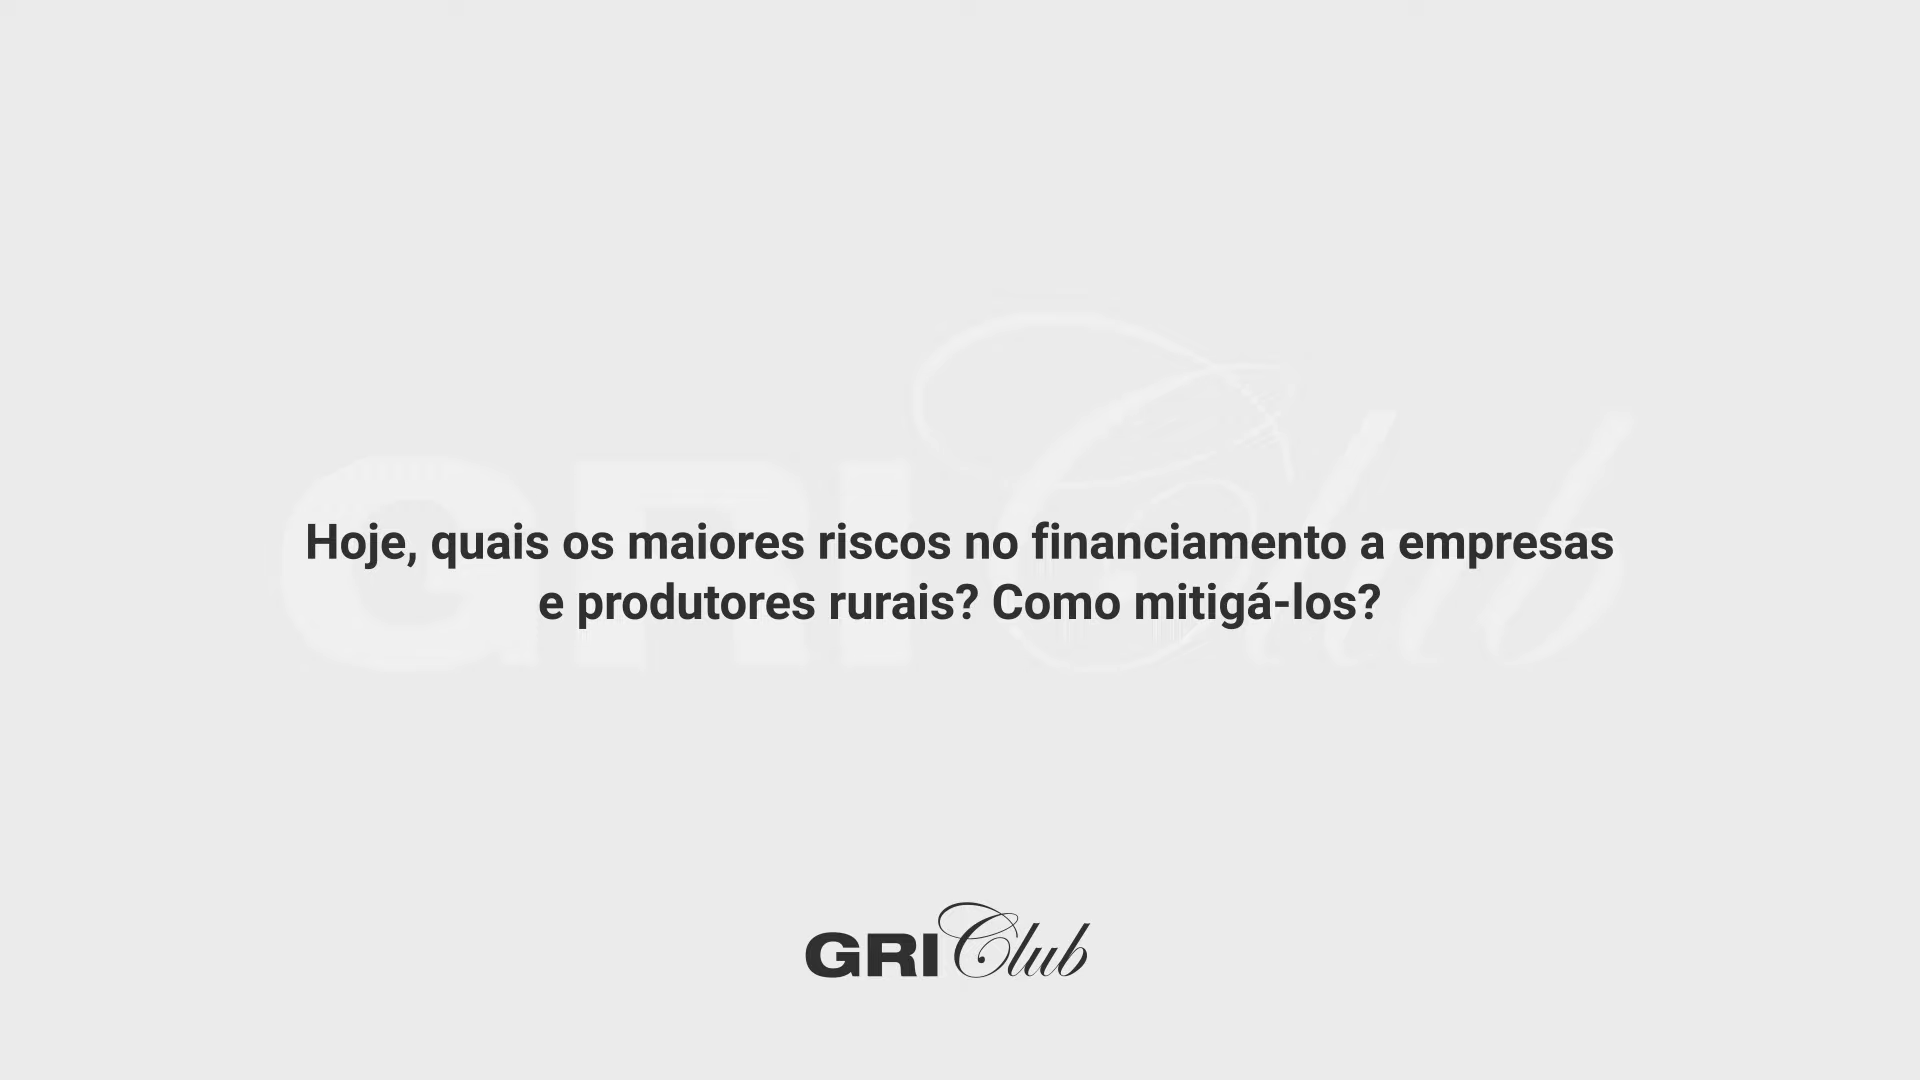 Hoje, quais os maiores riscos no financiamento a empresas
e produtores rurais? Como mitigá-los?
GRI Club